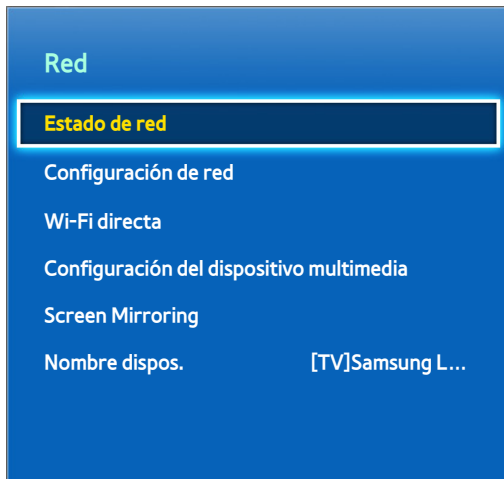 Red
Estado de red
Configuración de red
Wi-Fi directa
Configuración del dispositivo multimedia
Screen Mirroring
Nombre dispos. [TV]Samsung L...